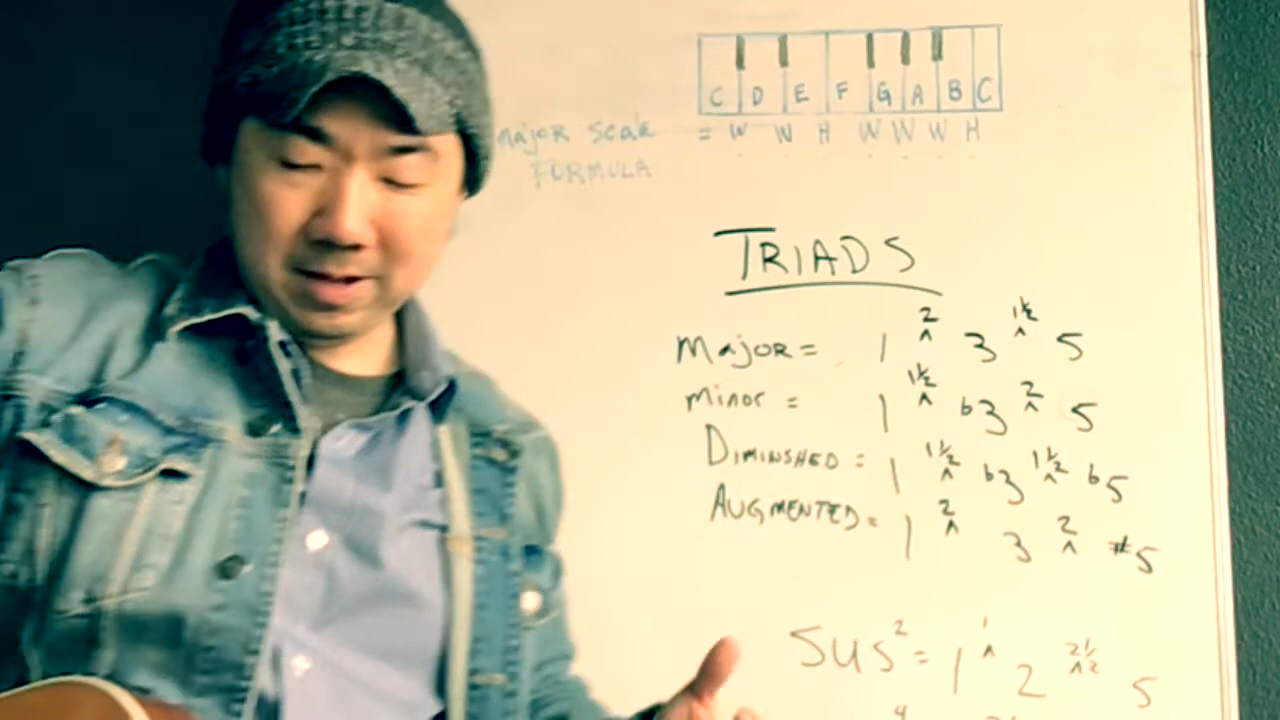 C D E F G A B C
major scale = W W H W W W H
FORMULA
TRIADS
2 1½
Major = 1 ^ 3 ^ 5
1½ 2
minor = 1 ^ b3 ^ 5
1½ 1½
DIMINSHED = 1 ^ b3 ^ b5
2 2
AUGMENTED = 1 ^ 3 ^ #5
1 2½
SUS² = 1 ^ 2 ^ 5
4